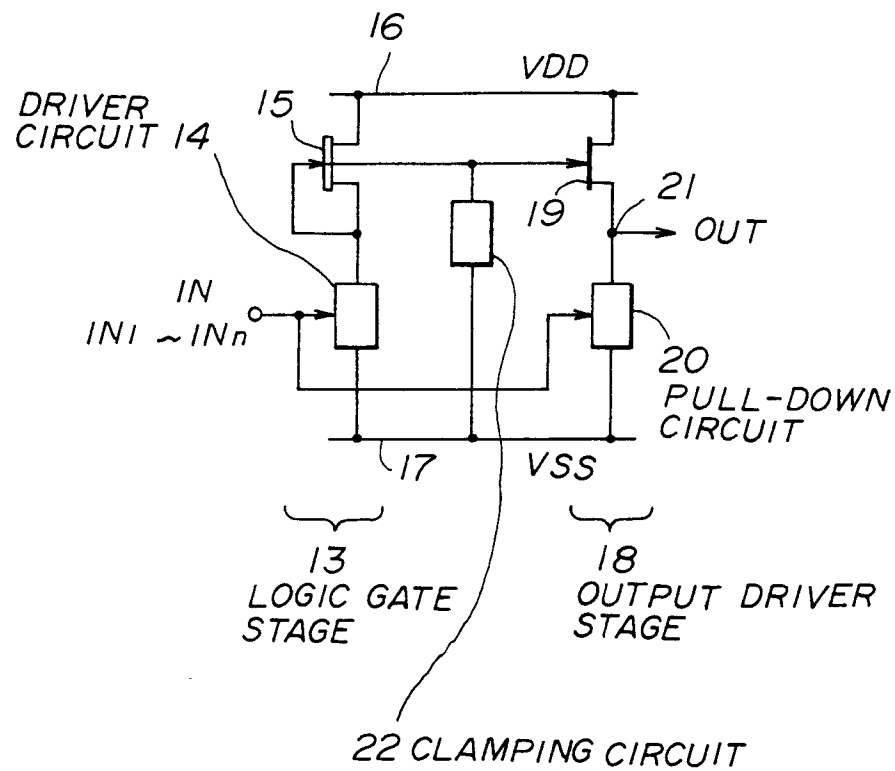 16
VDD
DRIVER
CIRCUIT 14
15
19
21
OUT
IN
IN1 ~ INn
20
PULL-DOWN
CIRCUIT
17
VSS
13
LOGIC GATE
STAGE
18
OUTPUT DRIVER
STAGE
22 CLAMPING CIRCUIT